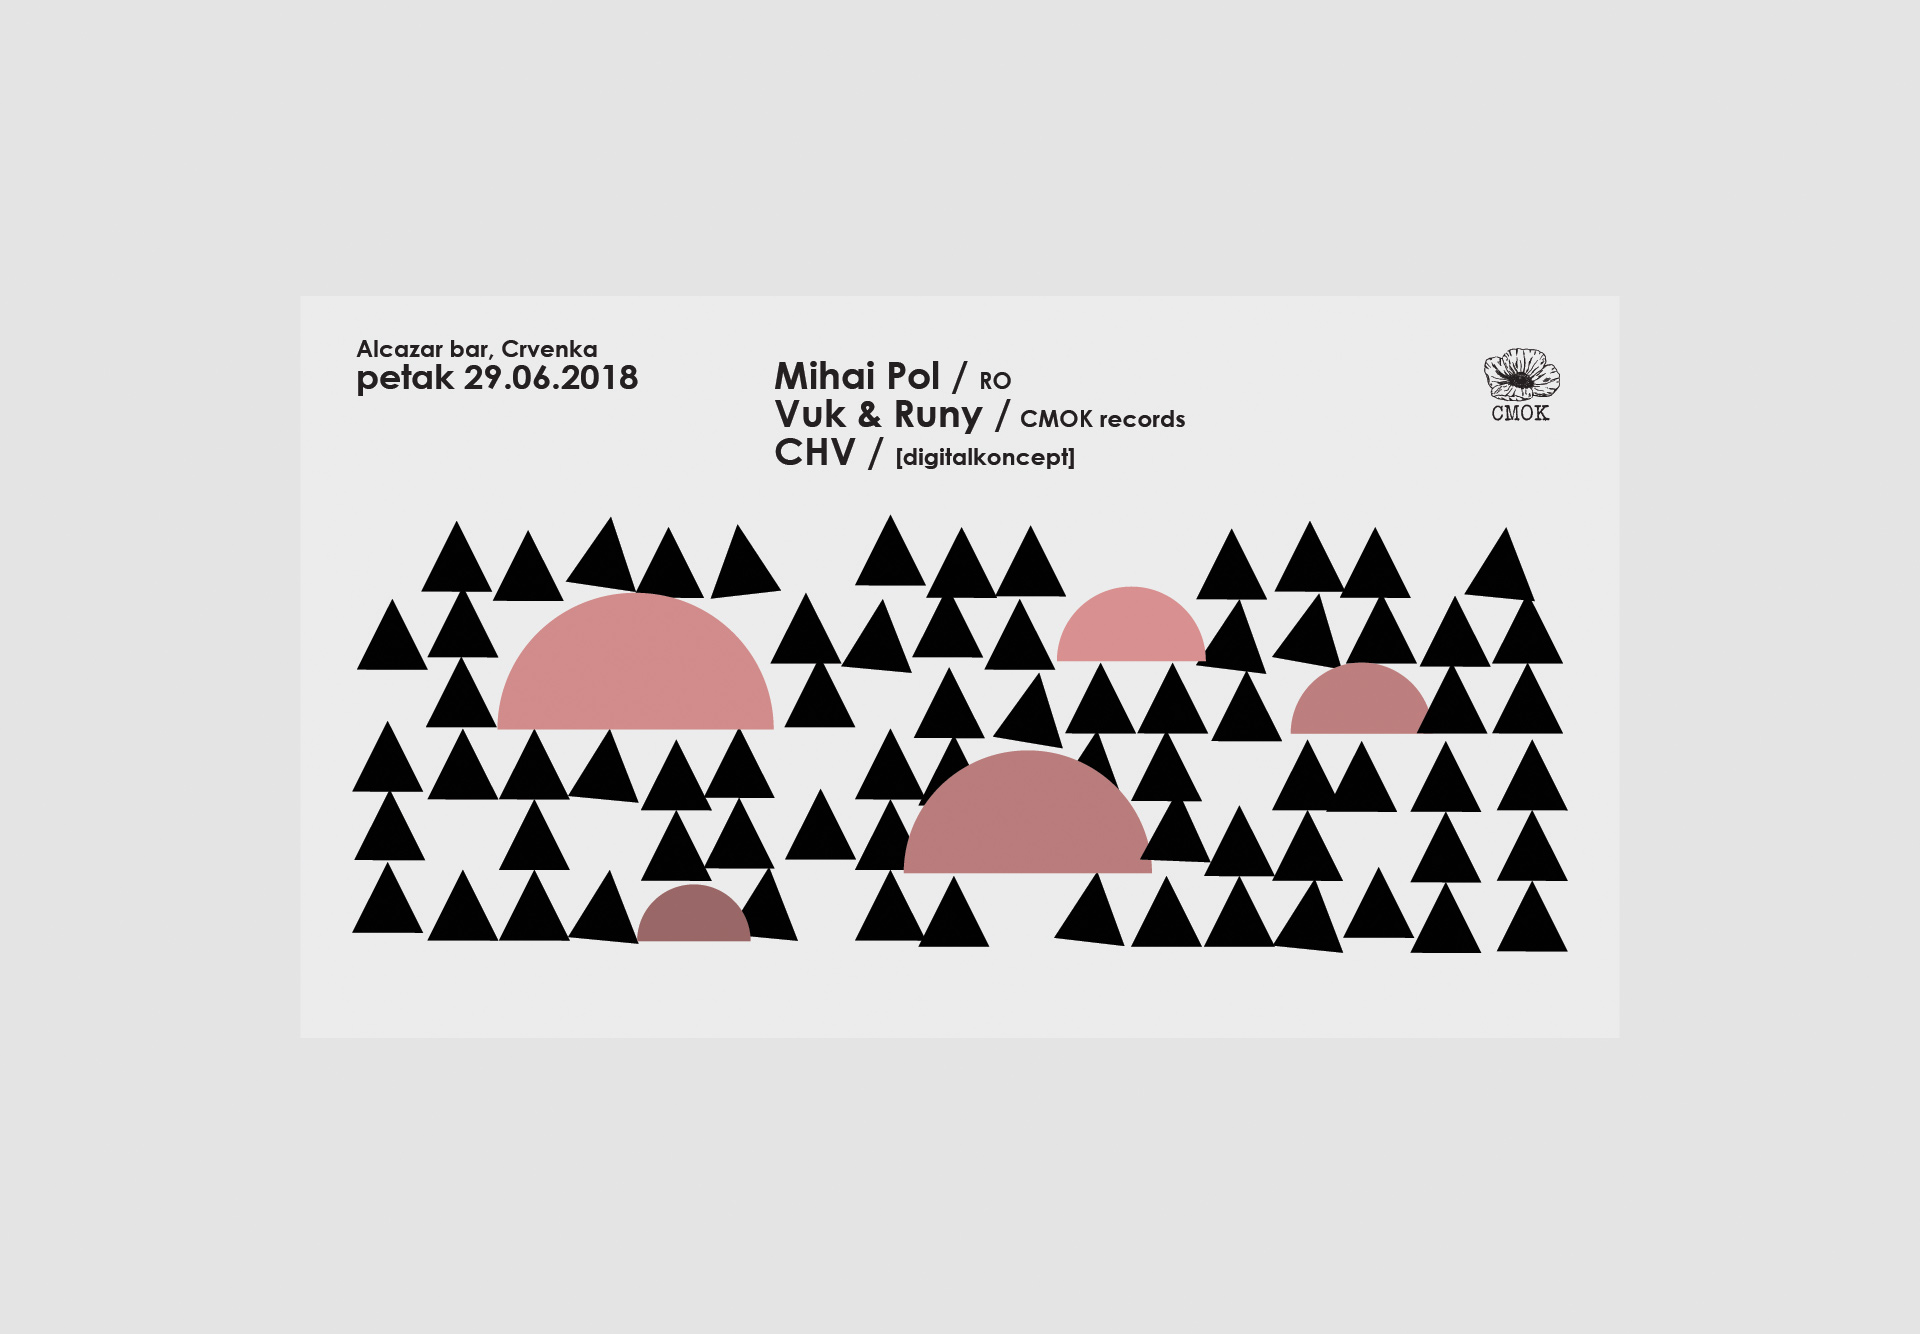 Alcazar bar, Crvenka
petak 29.06.2018
Mihai Pol / RO
Vuk & Runy / CMOK records
CHV / [digitalkoncept]
CMOK